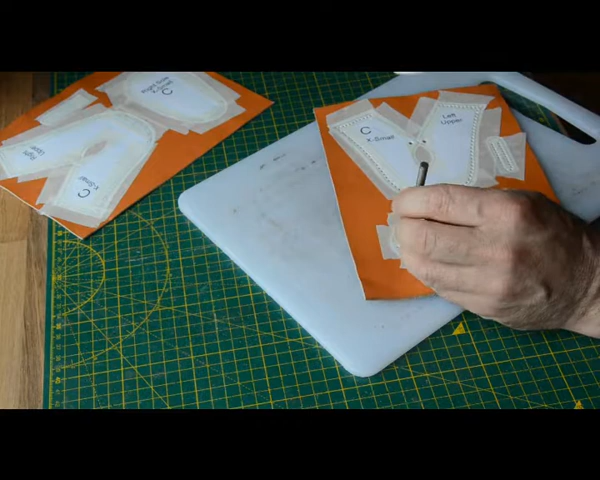 Right Sole
X-Small
C
Right
Upper
C
X-Small
C
X-Small
Left
Upper